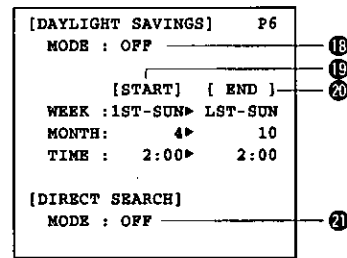 [DAYLIGHT SAVINGS] P6
MODE : OFF ⑱
⑲
[START] [ END ] ⑳
WEEK :1ST-SUN▶ LST-SUN
MONTH: 4▶ 10
TIME : 2:00▶ 2:00
[DIRECT SEARCH]
MODE : OFF ㉑